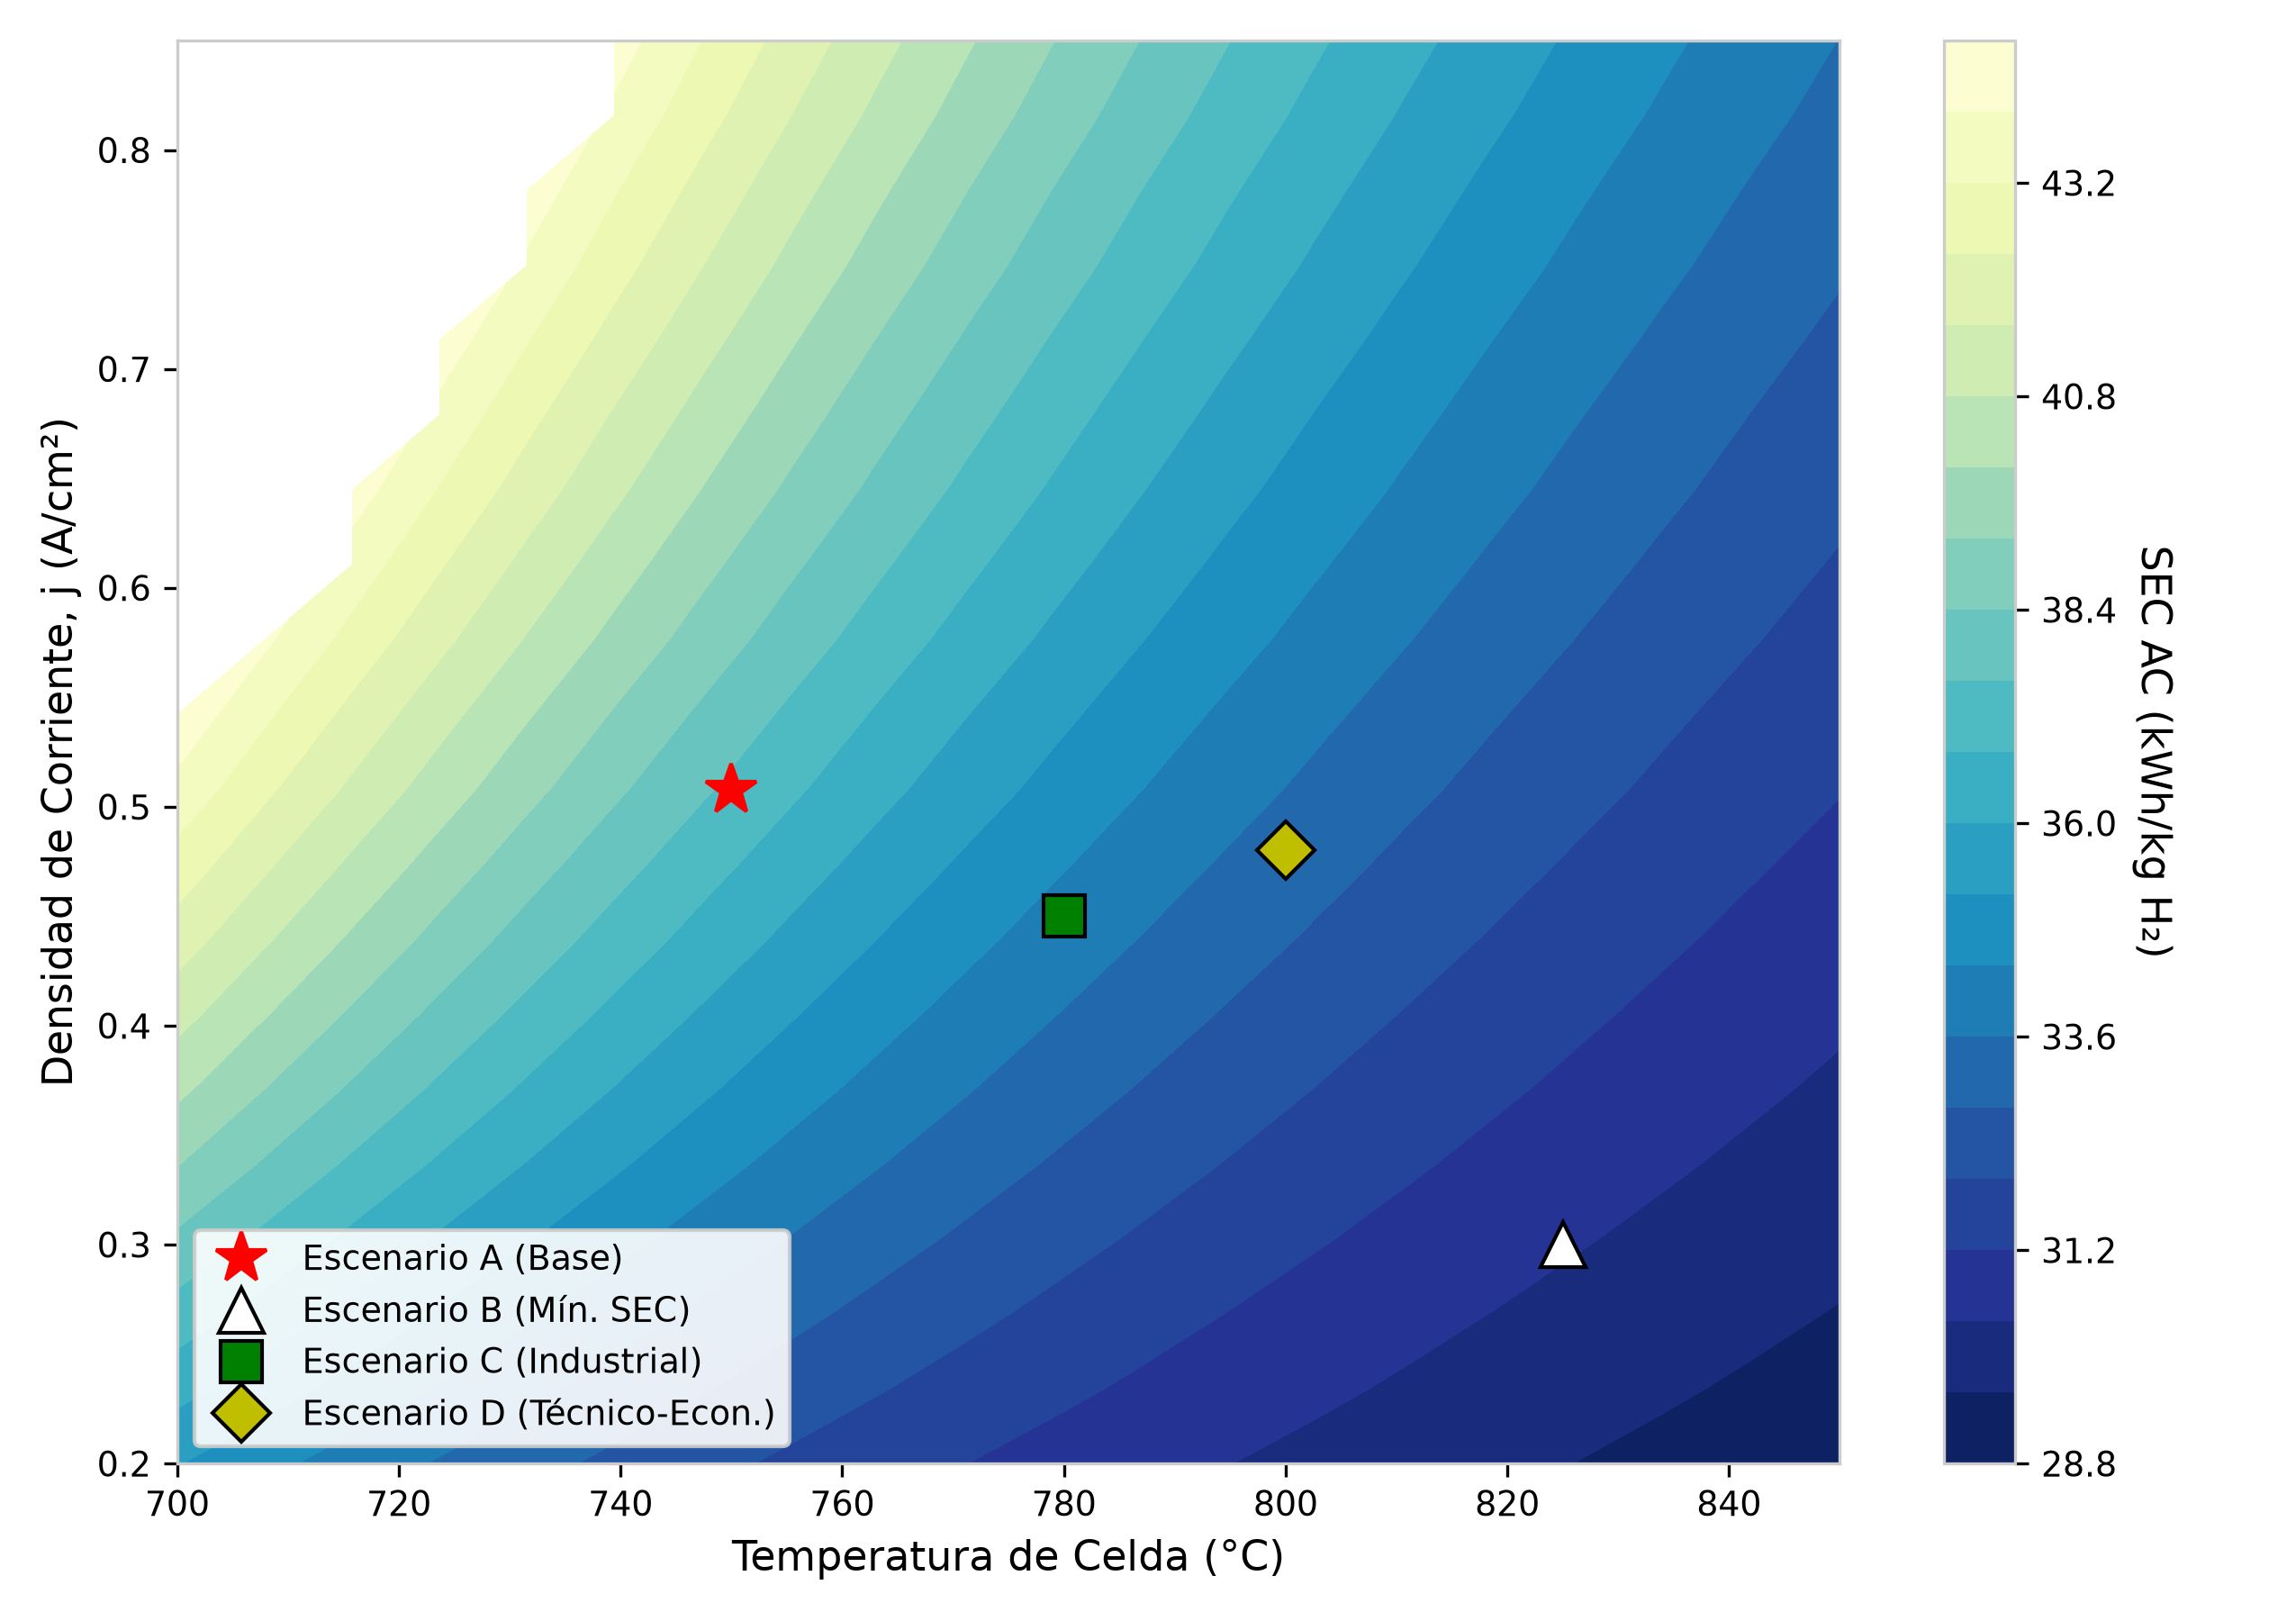 Densidad de Corriente, j (A/cm²)
0.8
0.7
0.6
0.5
0.4
0.3
0.2
Escenario A (Base)
Escenario B (Mín. SEC)
Escenario C (Industrial)
Escenario D (Técnico-Econ.)
700 720 740 760 780 800 820 840
Temperatura de Celda (°C)
43.2
40.8
38.4
36.0
33.6
31.2
28.8
SEC AC (kWh/kg H₂)